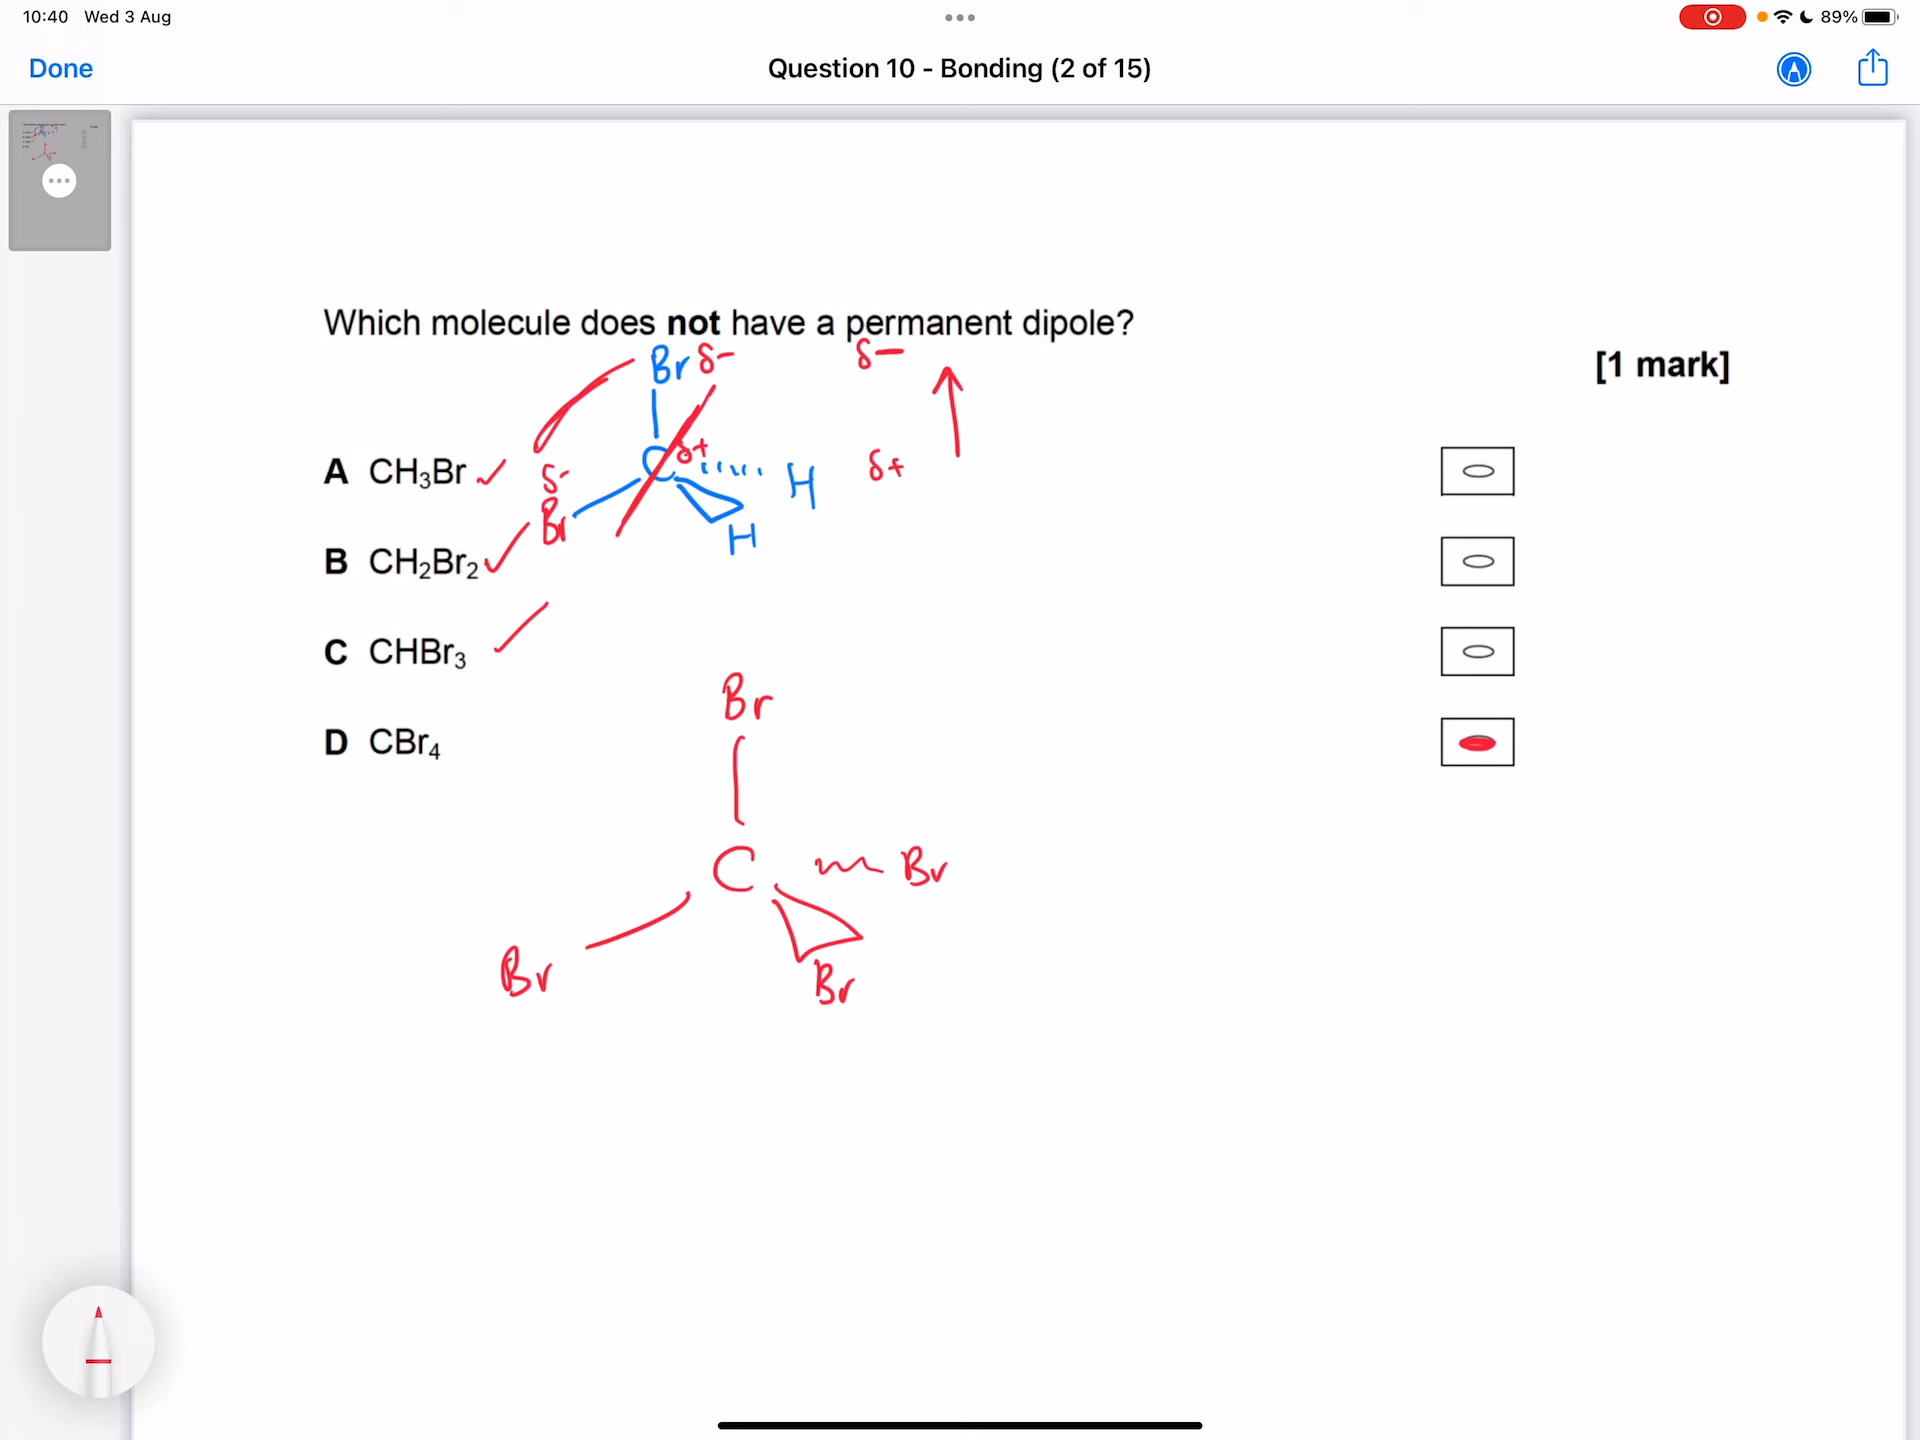 10:40 Wed 3 Aug
89%
Done
Question 10 - Bonding (2 of 15)
Which molecule does not have a permanent dipole?
[1 mark]
Br δ-
δ-
A CH₃Br
δ-
C δ+
H
δ+
Br
H
B CH₂Br₂
C CHBr₃
Br
D CBr₄
C
Br
Br
Br